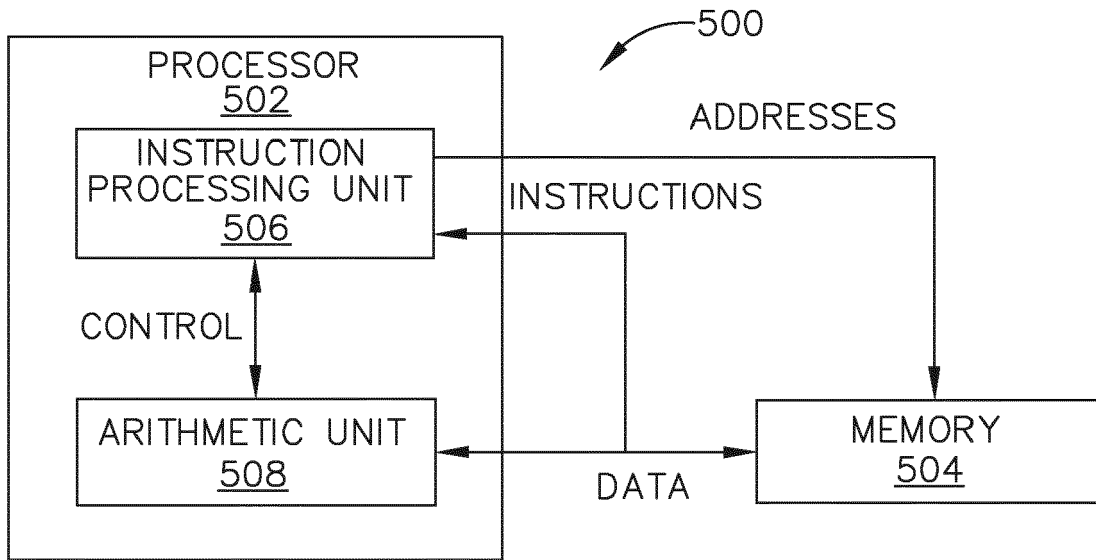 500
PROCESSOR
502
ADDRESSES
INSTRUCTION
PROCESSING UNIT
506
INSTRUCTIONS
CONTROL
ARITHMETIC UNIT
508
DATA
MEMORY
504